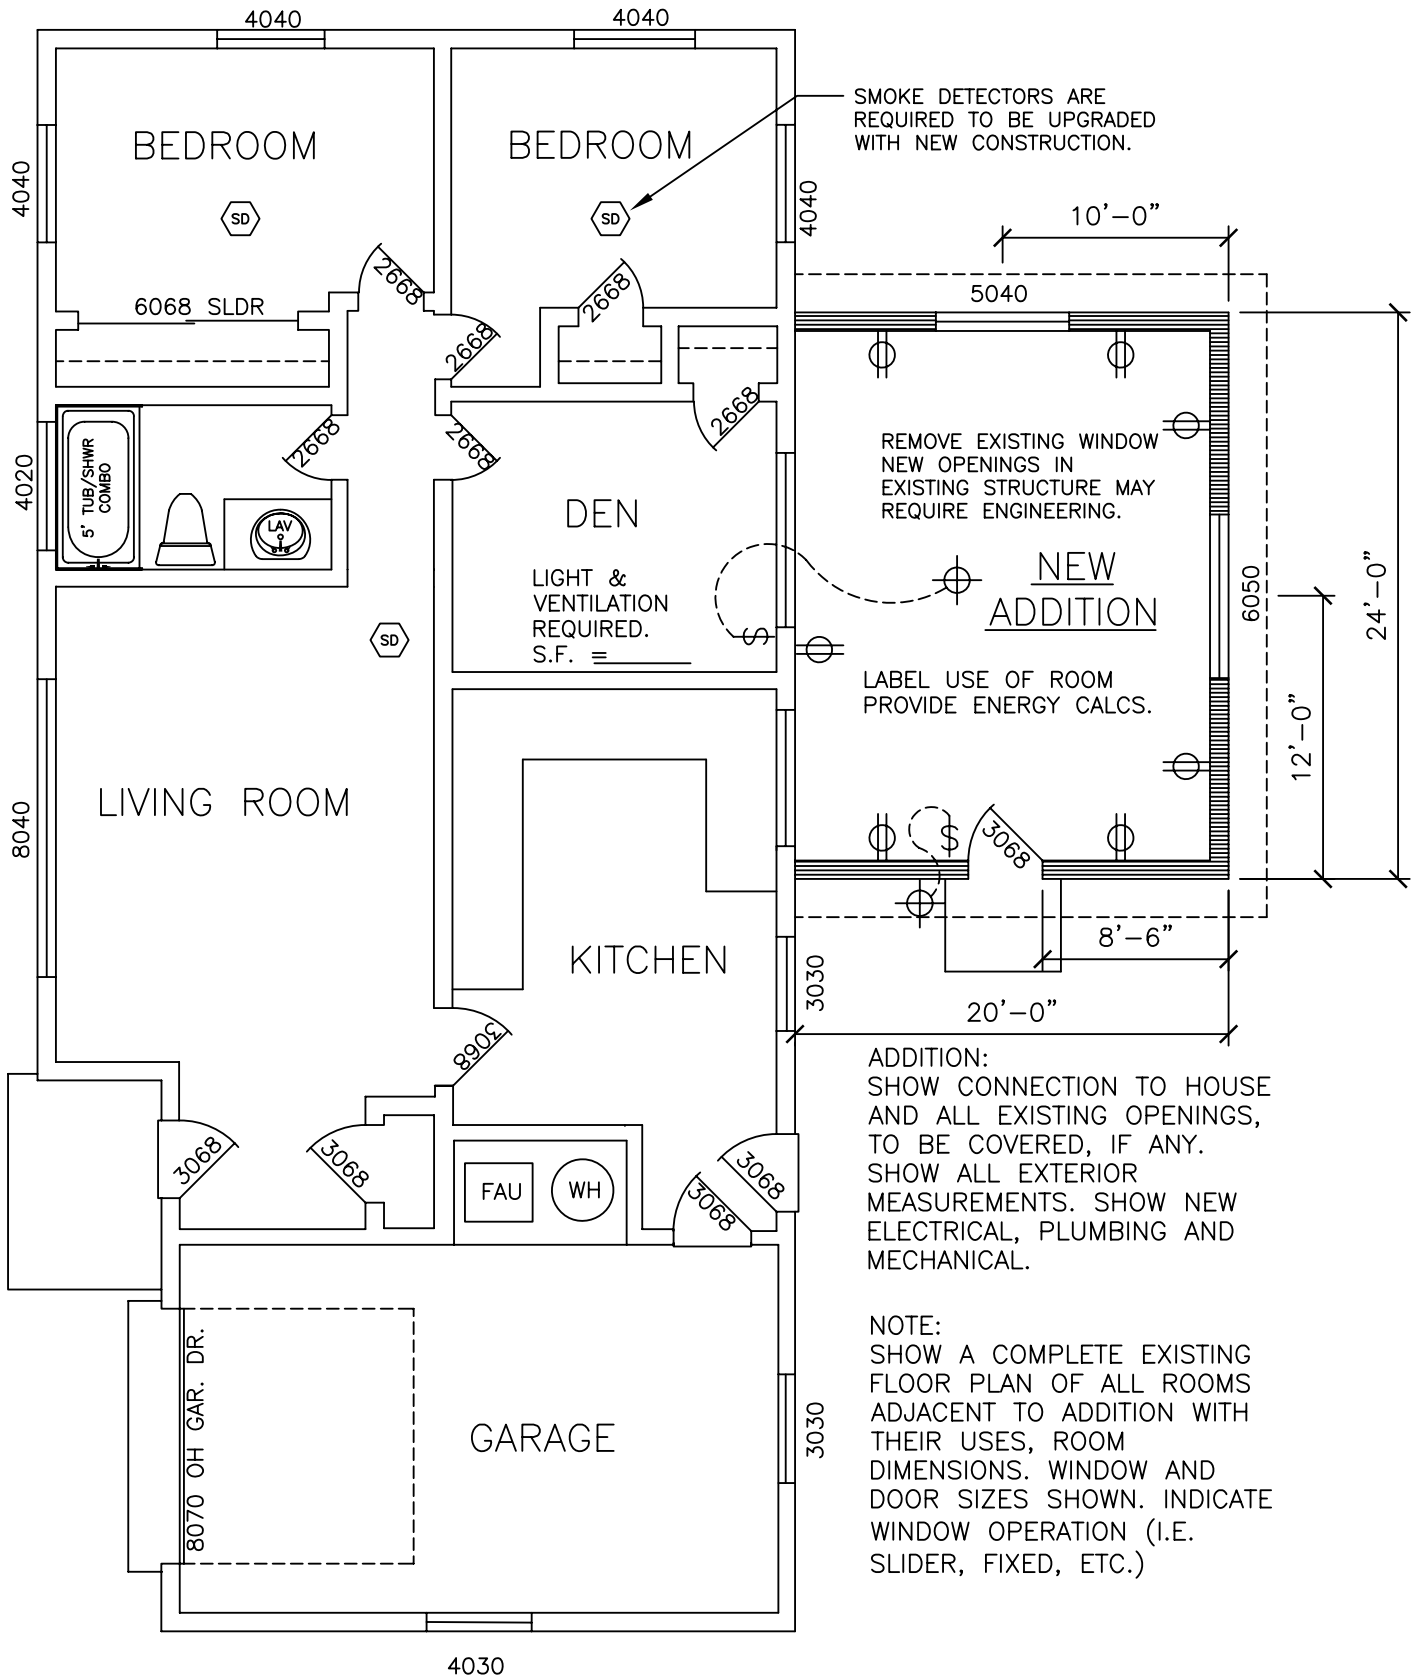 4040
4040
SMOKE DETECTORS ARE
REQUIRED TO BE UPGRADED
WITH NEW CONSTRUCTION.
BEDROOM
BEDROOM
4040
4040
SD
SD
10'-0"
2668
2668
5040
6068 SLDR
2668
2668
2668
2668
4020
5' TUB/SHWR
COMBO
LAV
DEN
LIGHT &
VENTILATION
REQUIRED.
S.F. =
REMOVE EXISTING WINDOW
NEW OPENINGS IN
EXISTING STRUCTURE MAY
REQUIRE ENGINEERING.
NEW
ADDITION
6050
24'-0"
$
SD
LABEL USE OF ROOM
PROVIDE ENERGY CALCS.
12'-0"
LIVING ROOM
8040
$
3068
KITCHEN
8'-6"
3030
20'-0"
3068
ADDITION:
SHOW CONNECTION TO HOUSE
AND ALL EXISTING OPENINGS,
TO BE COVERED, IF ANY.
SHOW ALL EXTERIOR
MEASUREMENTS. SHOW NEW
ELECTRICAL, PLUMBING AND
MECHANICAL.
3068
3068
FAU
WH
3068
3068
NOTE:
SHOW A COMPLETE EXISTING
FLOOR PLAN OF ALL ROOMS
ADJACENT TO ADDITION WITH
THEIR USES, ROOM
DIMENSIONS. WINDOW AND
DOOR SIZES SHOWN. INDICATE
WINDOW OPERATION (I.E.
SLIDER, FIXED, ETC.)
8070 OH GAR. DR.
GARAGE
3030
4030